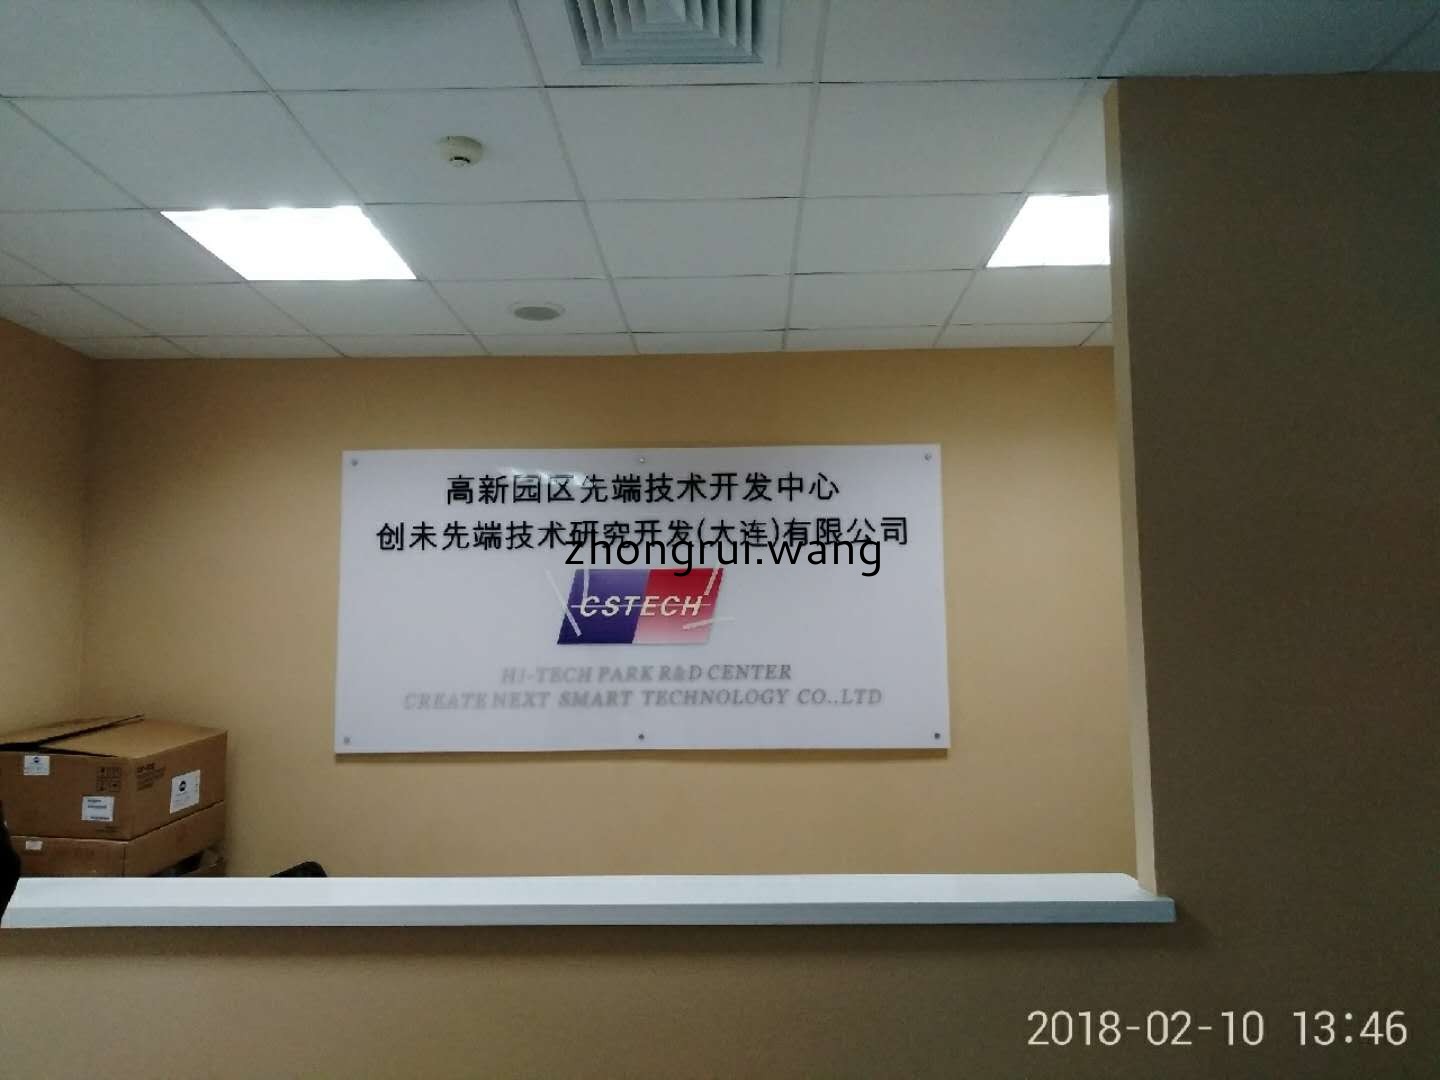 高新园区先端技术开发中心
创未先端技术研究开发(大连)有限公司
zhongrui.wang
CSTECH
HI-TECH PARK R&D CENTER
CREATE NEXT SMART TECHNOLOGY CO.,LTD
2018-02-10 13:46